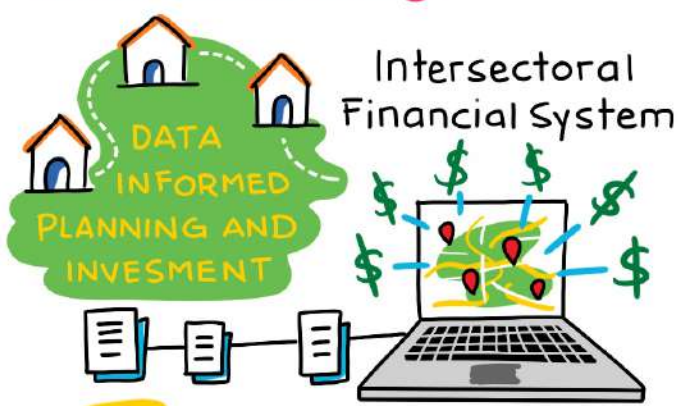 DATA
INFORMED
PLANNING AND
INVESMENT
Intersectoral
Financial System
$ $ $ $ $ $